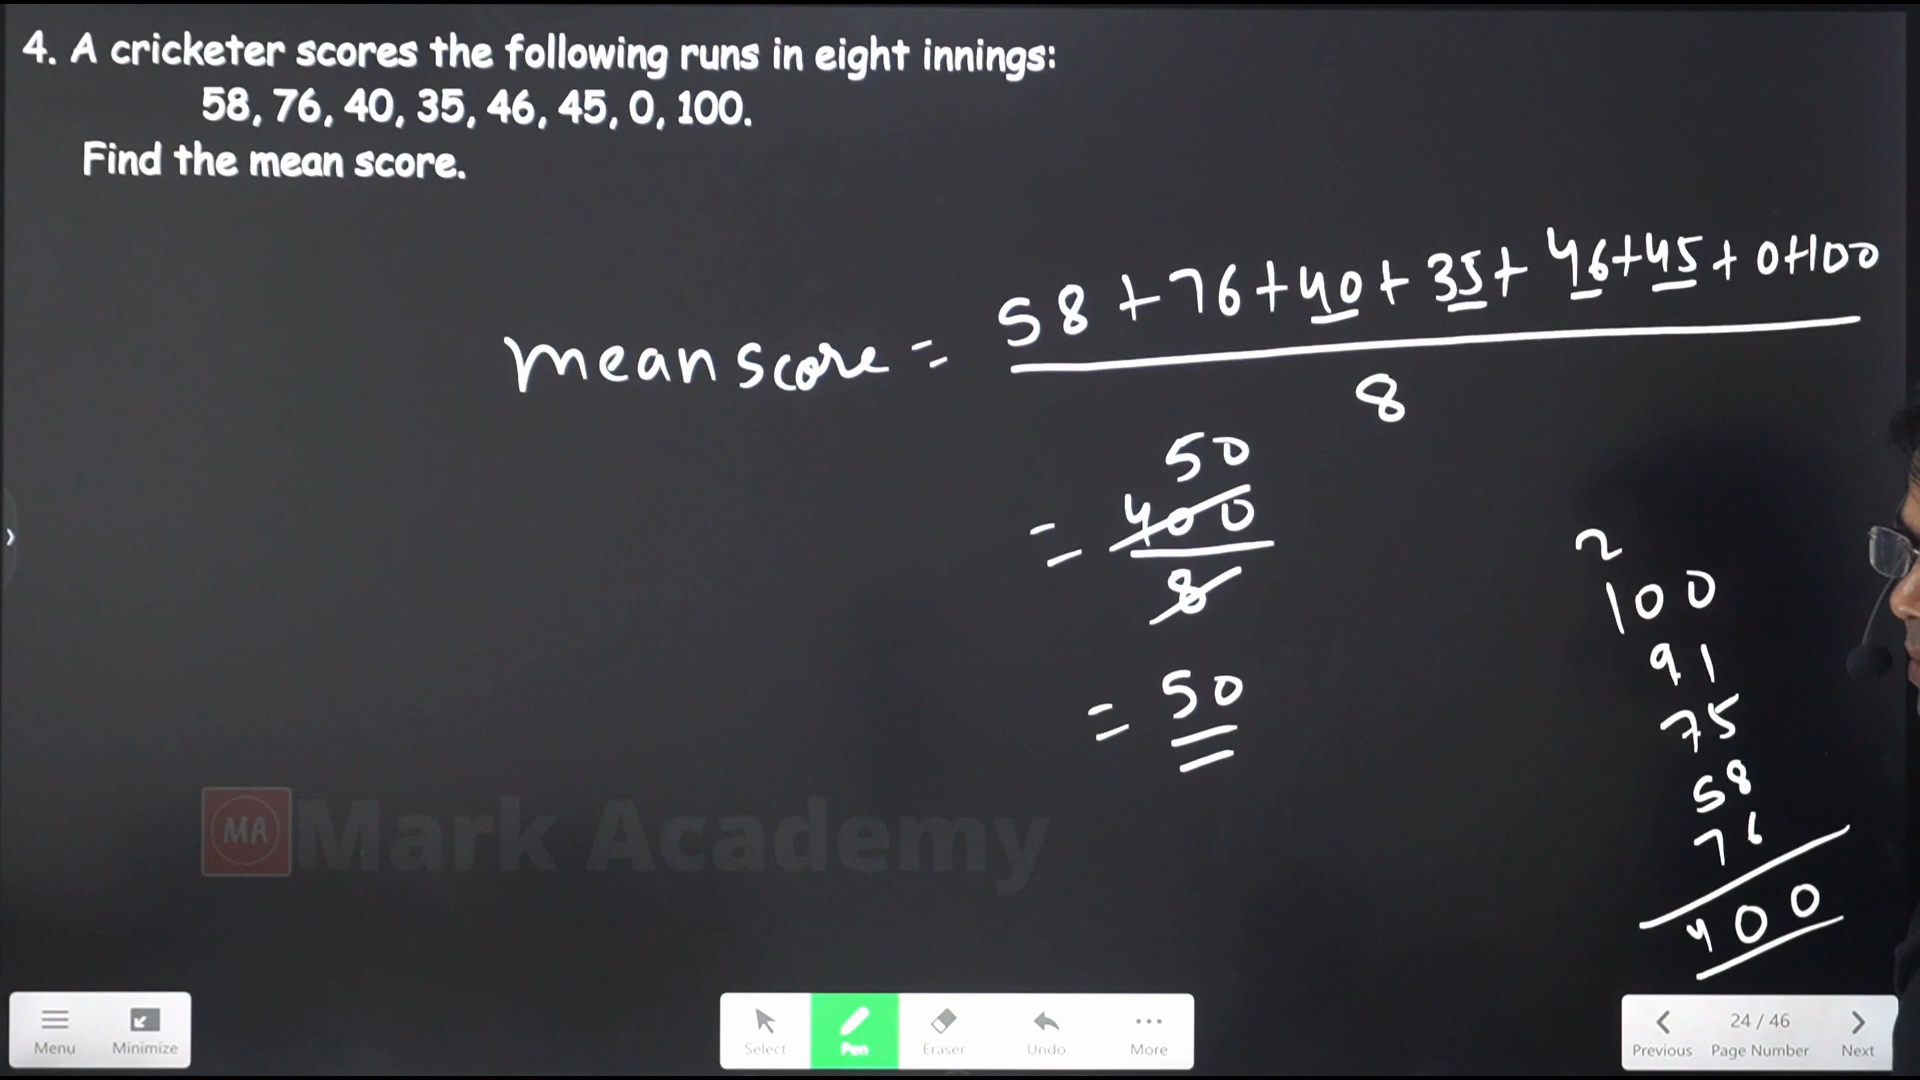 4. A cricketer scores the following runs in eight innings:
58, 76, 40, 35, 46, 45, 0, 100.
Find the mean score.
mean score = 58 + 76 + 40 + 35 + 46 + 45 + 0 + 100
8
50
= 400
8
= 50
2
100
91
75
58
76
400
MA Mark Academy
Menu
Minimize
Select
Pen
Eraser
Undo
More
24 / 46
Previous
Page Number
Next